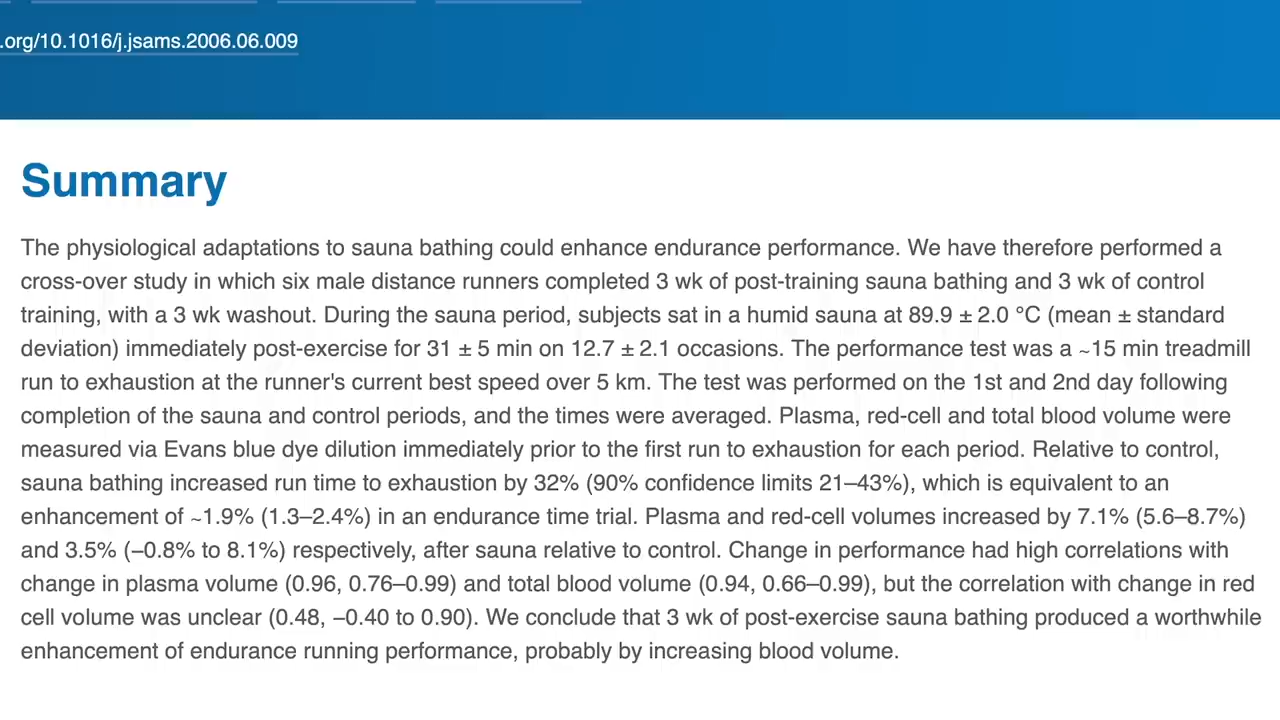 .org/10.1016/j.jsams.2006.06.009
Summary
The physiological adaptations to sauna bathing could enhance endurance performance. We have therefore performed a
cross-over study in which six male distance runners completed 3 wk of post-training sauna bathing and 3 wk of control
training, with a 3 wk washout. During the sauna period, subjects sat in a humid sauna at 89.9 ± 2.0 °C (mean ± standard
deviation) immediately post-exercise for 31 ± 5 min on 12.7 ± 2.1 occasions. The performance test was a ~15 min treadmill
run to exhaustion at the runner's current best speed over 5 km. The test was performed on the 1st and 2nd day following
completion of the sauna and control periods, and the times were averaged. Plasma, red-cell and total blood volume were
measured via Evans blue dye dilution immediately prior to the first run to exhaustion for each period. Relative to control,
sauna bathing increased run time to exhaustion by 32% (90% confidence limits 21–43%), which is equivalent to an
enhancement of ~1.9% (1.3–2.4%) in an endurance time trial. Plasma and red-cell volumes increased by 7.1% (5.6–8.7%)
and 3.5% (−0.8% to 8.1%) respectively, after sauna relative to control. Change in performance had high correlations with
change in plasma volume (0.96, 0.76–0.99) and total blood volume (0.94, 0.66–0.99), but the correlation with change in red
cell volume was unclear (0.48, −0.40 to 0.90). We conclude that 3 wk of post-exercise sauna bathing produced a worthwhile
enhancement of endurance running performance, probably by increasing blood volume.